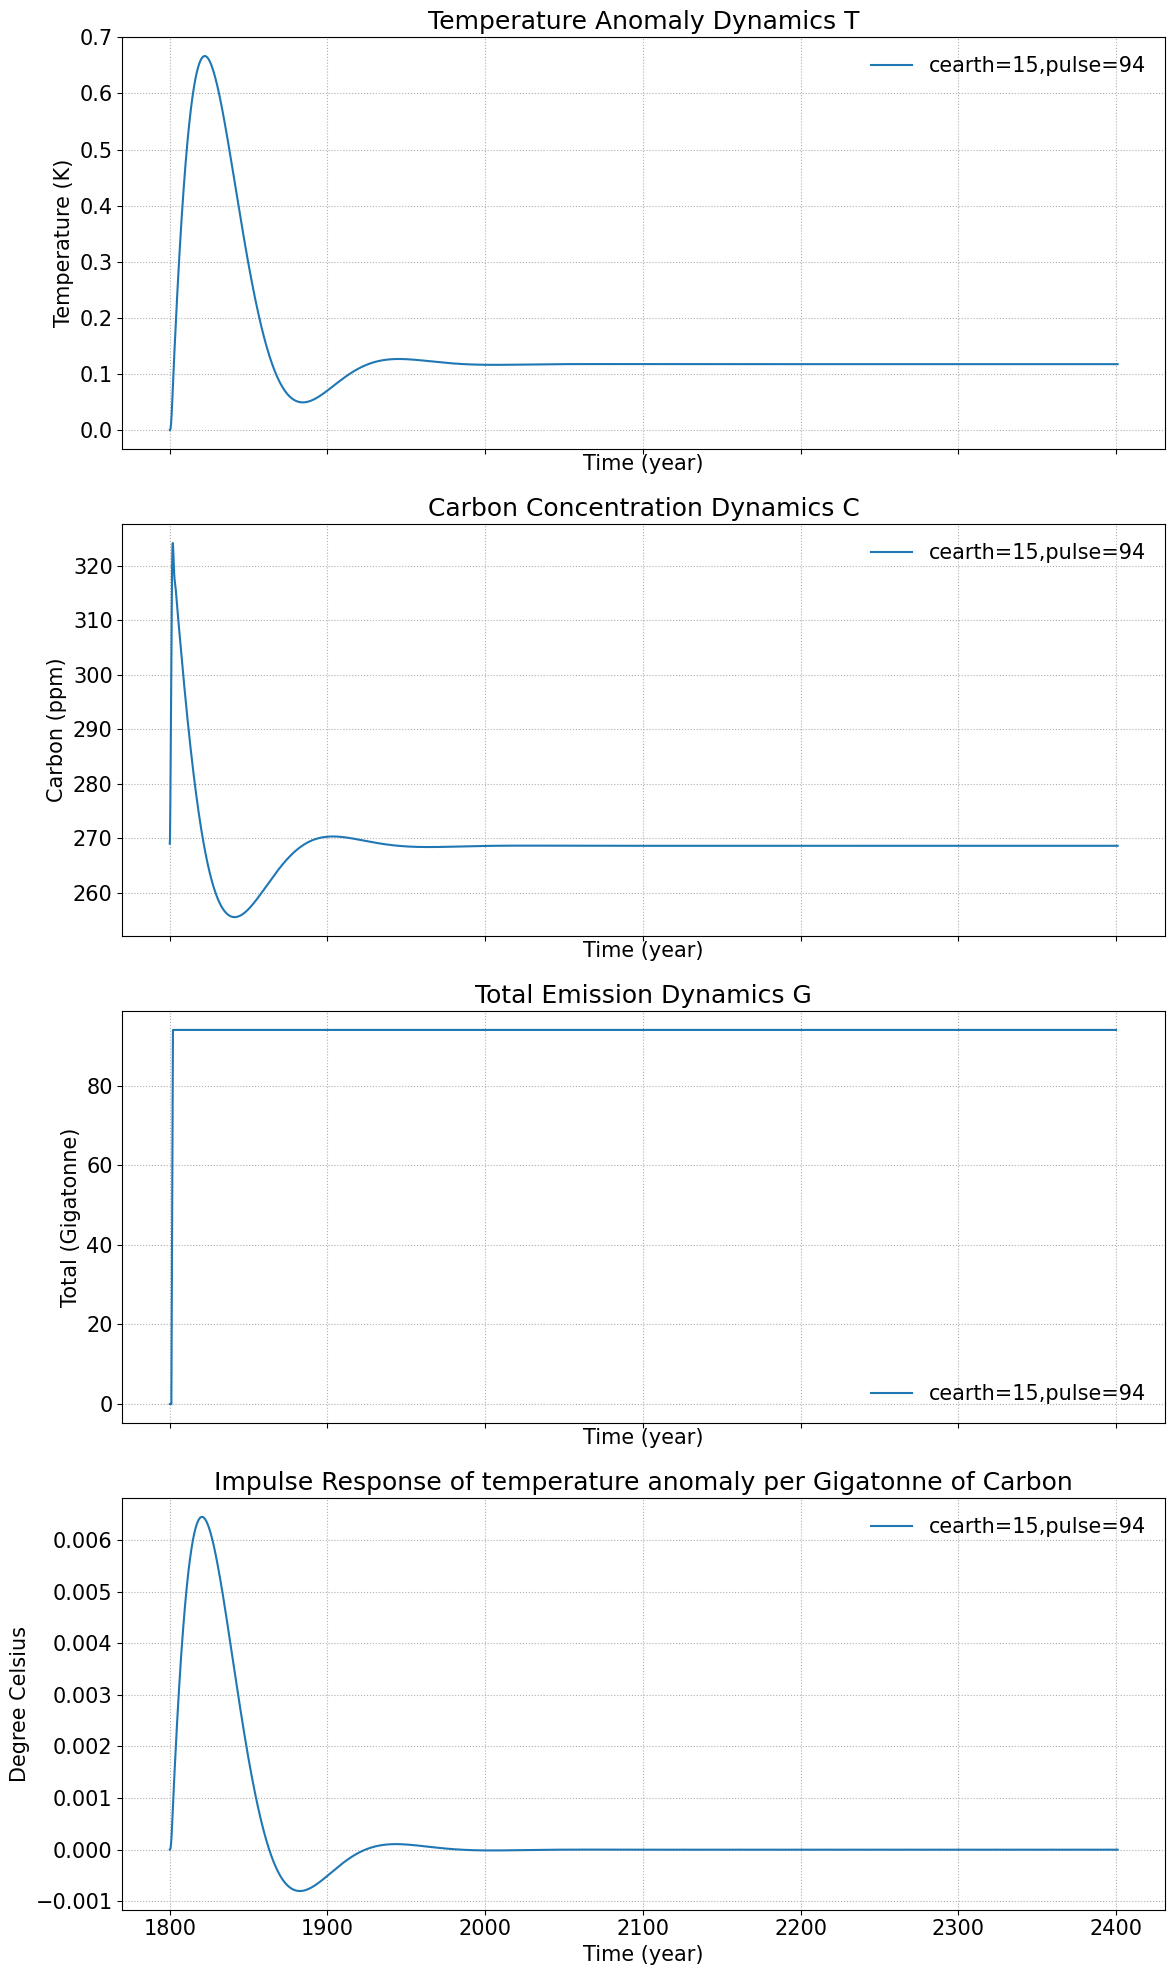 Temperature Anomaly Dynamics T
cearth=15,pulse=94
Temperature (K)
0.7
0.6
0.5
0.4
0.3
0.2
0.1
0.0
Time (year)
Carbon Concentration Dynamics C
cearth=15,pulse=94
Carbon (ppm)
320
310
300
290
280
270
260
Time (year)
Total Emission Dynamics G
Total (Gigatonne)
80
60
40
20
0
cearth=15,pulse=94
Time (year)
Impulse Response of temperature anomaly per Gigatonne of Carbon
cearth=15,pulse=94
Degree Celsius
0.006
0.005
0.004
0.003
0.002
0.001
0.000
−0.001
1800 1900 2000 2100 2200 2300 2400
Time (year)